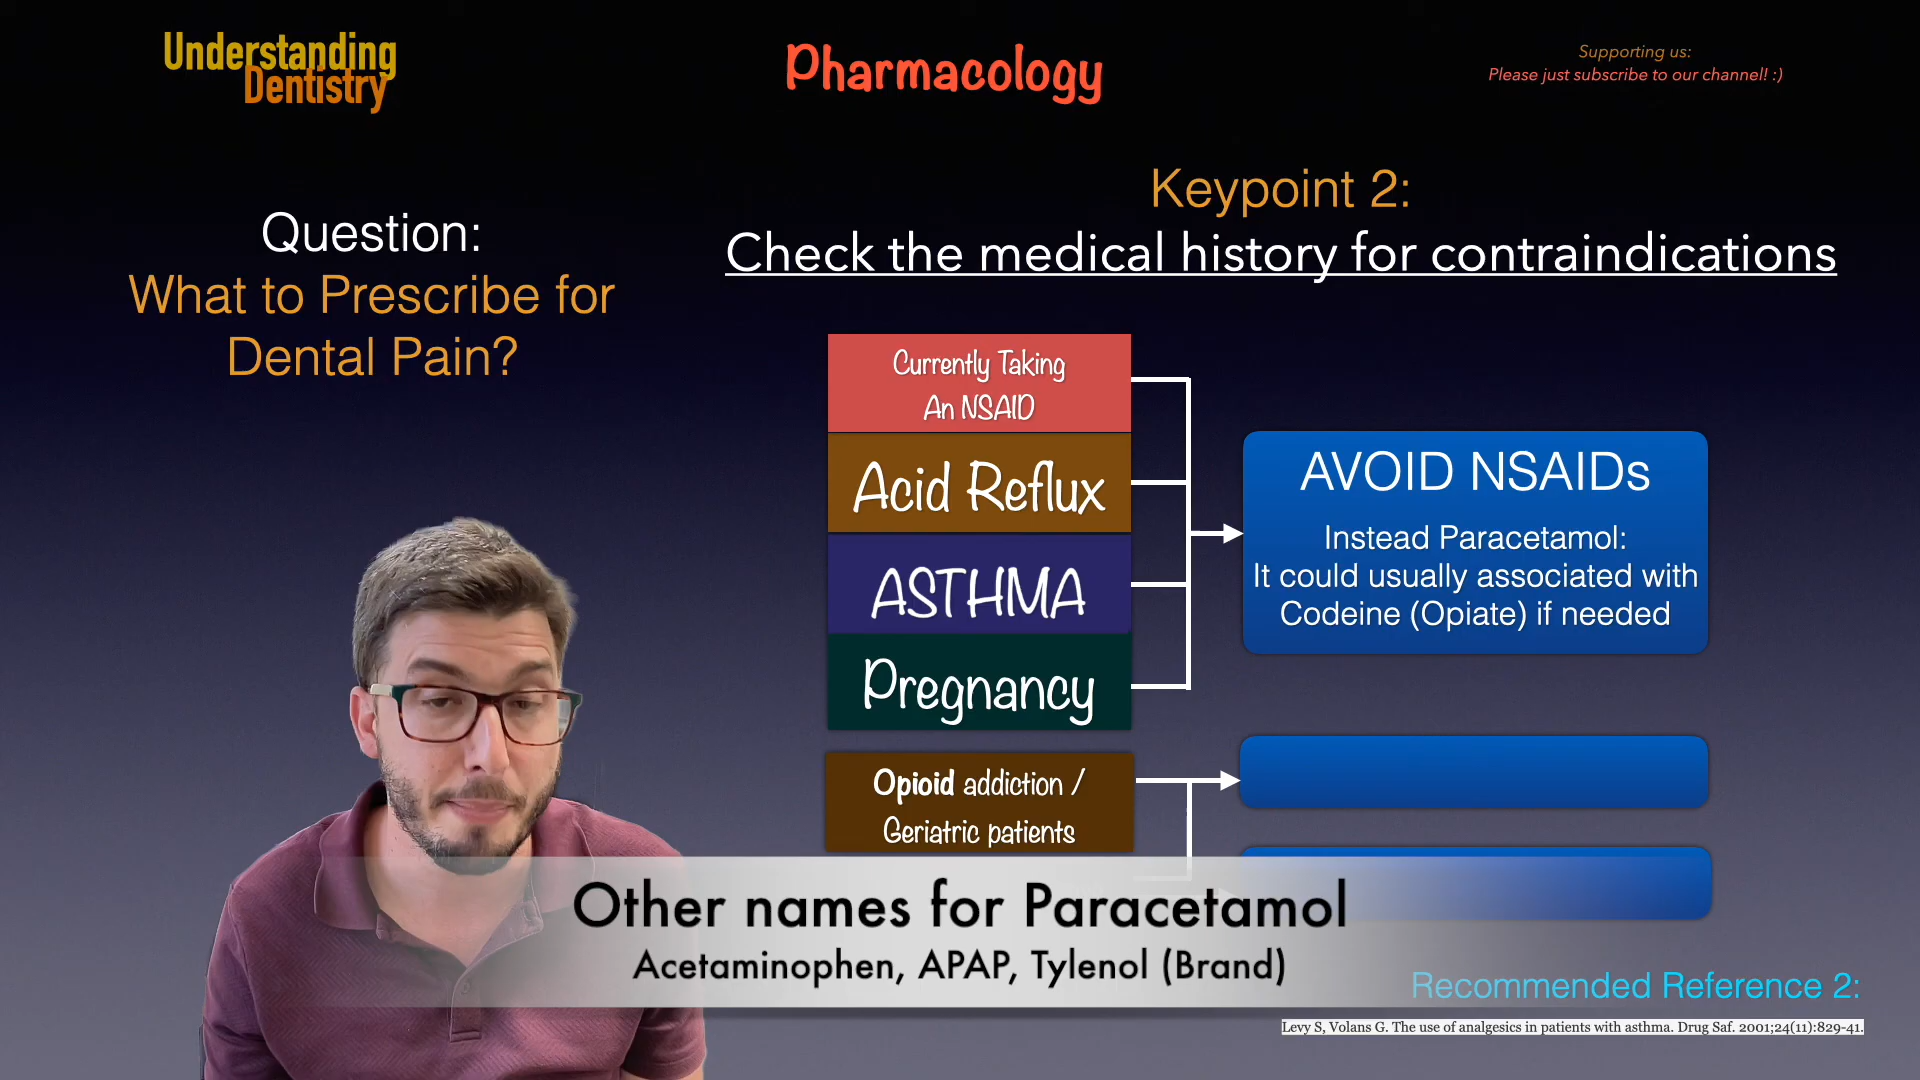 Understanding
Dentistry
Pharmacology
Supporting us:
Please just subscribe to our channel! :)
Question:
What to Prescribe for
Dental Pain?
Keypoint 2:
Check the medical history for contraindications
Currently Taking
An NSAID
Acid Reflux
ASTHMA
Pregnancy
AVOID NSAIDs
Instead Paracetamol:
It could usually associated with
Codeine (Opiate) if needed
Opioid addiction /
Geriatric patients
Other names for Paracetamol
Acetaminophen, APAP, Tylenol (Brand)
Recommended Reference 2:
Levy S, Volans G. The use of analgesics in patients with asthma. Drug Saf. 2001;24(11):829-41.